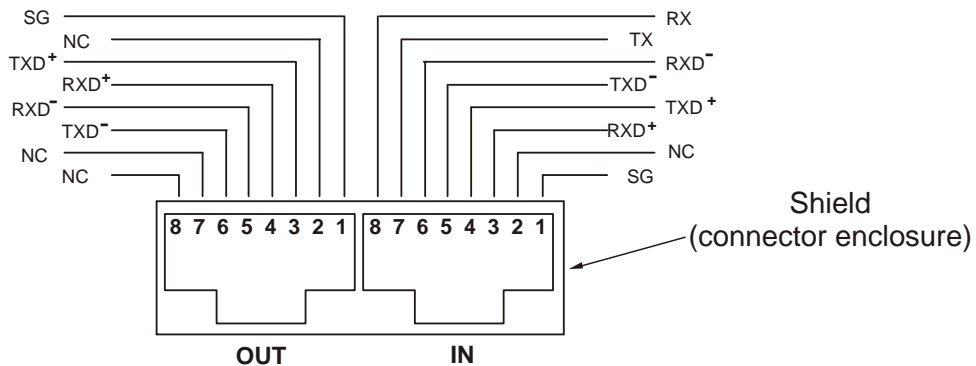 SG
NC
TXD+
RXD+
RXD-
TXD-
NC
NC
RX
TX
RXD-
TXD-
TXD+
RXD+
NC
SG
Shield
(connector enclosure)
8 7 6 5 4 3 2 1
8 7 6 5 4 3 2 1
OUT
IN